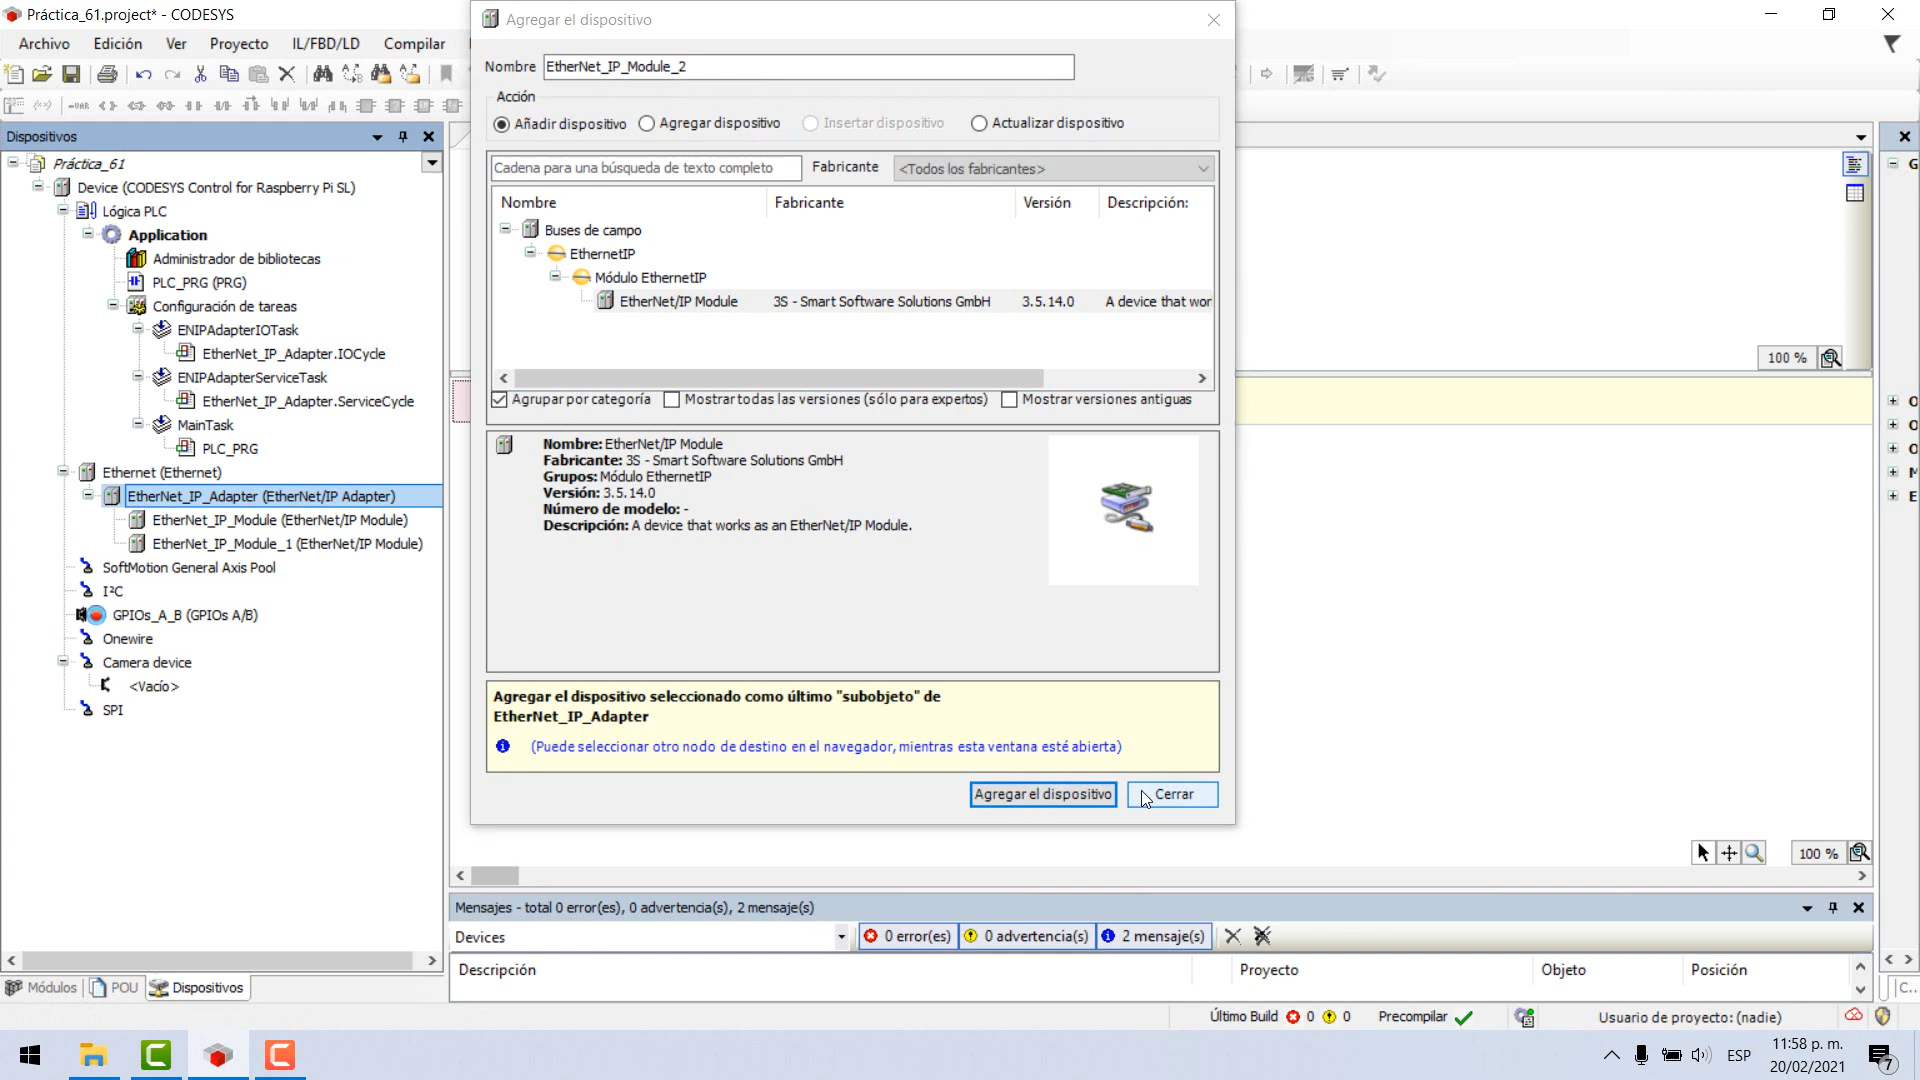 Práctica_61.project* - CODESYS
Archivo Edición Ver Proyecto IL/FBD/LD Compilar
Dispositivos
Práctica_61
Device (CODESYS Control for Raspberry Pi SL)
Lógica PLC
Application
Administrador de bibliotecas
PLC_PRG (PRG)
Configuración de tareas
ENIPAdapterIOTask
EtherNet_IP_Adapter.IOCycle
ENIPAdapterServiceTask
EtherNet_IP_Adapter.ServiceCycle
MainTask
PLC_PRG
Ethernet (Ethernet)
EtherNet_IP_Adapter (EtherNet/IP Adapter)
EtherNet_IP_Module (EtherNet/IP Module)
EtherNet_IP_Module_1 (EtherNet/IP Module)
SoftMotion General Axis Pool
I²C
GPIOs_A_B (GPIOs A/B)
Onewire
Camera device
<Vacío>
SPI
Módulos POU Dispositivos
Agregar el dispositivo
Nombre EtherNet_IP_Module_2
Acción
Añadir dispositivo Agregar dispositivo Insertar dispositivo Actualizar dispositivo
Cadena para una búsqueda de texto completo Fabricante <Todos los fabricantes>
Nombre Fabricante Versión Descripción:
Buses de campo
EthernetIP
Módulo EthernetIP
EtherNet/IP Module 3S - Smart Software Solutions GmbH 3.5.14.0 A device that wor
Agrupar por categoría Mostrar todas las versiones (sólo para expertos) Mostrar versiones antiguas
Nombre: EtherNet/IP Module
Fabricante: 3S - Smart Software Solutions GmbH
Grupos: Módulo EthernetIP
Versión: 3.5.14.0
Número de modelo: -
Descripción: A device that works as an EtherNet/IP Module.
Agregar el dispositivo seleccionado como último "subobjeto" de
EtherNet_IP_Adapter
(Puede seleccionar otro nodo de destino en el navegador, mientras esta ventana esté abierta)
Agregar el dispositivo Cerrar
100 %
100 %
Mensajes - total 0 error(es), 0 advertencia(s), 2 mensaje(s)
Devices 0 error(es) 0 advertencia(s) 2 mensaje(s)
Descripción Proyecto Objeto Posición
C...
Último Build 0 0 Precompilar Usuario de proyecto: (nadie)
ESP 11:58 p. m.
20/02/2021
7